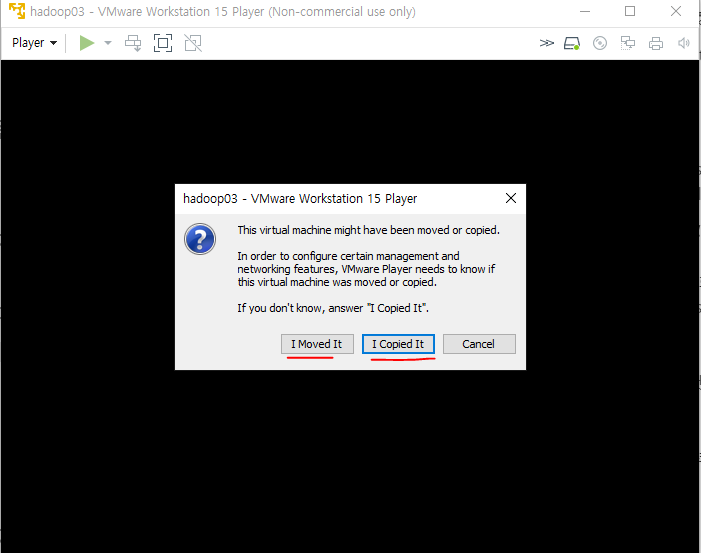 hadoop03 - VMware Workstation 15 Player (Non-commercial use only)
Player
hadoop03 - VMware Workstation 15 Player
This virtual machine might have been moved or copied.
In order to configure certain management and
networking features, VMware Player needs to know if
this virtual machine was moved or copied.
If you don't know, answer "I Copied It".
I Moved It
I Copied It
Cancel